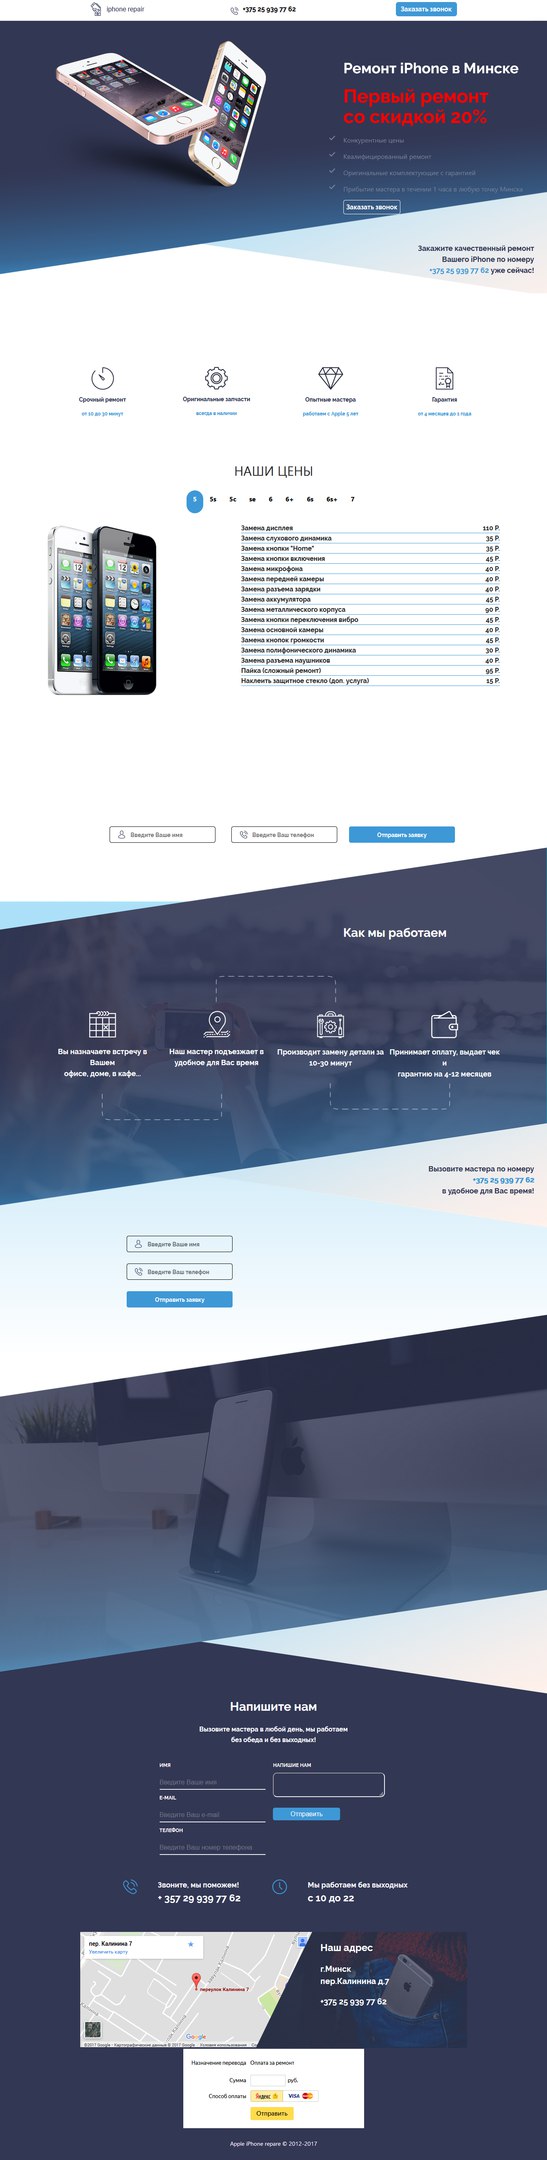 iphone repair
+375 25 939 77 62
Заказать звонок
Ремонт iPhone в Минске
Первый ремонт
со скидкой 20%
Конкурентные цены
Квалифицированный ремонт
Оригинальные комплектующие с гарантией
Прибытие мастера в течении 1 часа в любую точку Минска
Заказать звонок
Закажите качественный ремонт
Вашего iPhone по номеру
+375 25 939 77 62 уже сейчас!
Срочный ремонт
от 10 до 30 минут
Оригинальные запчасти
всегда в наличии
Опытные мастера
работаем с Apple 5 лет
Гарантия
от 4 месяцев до 1 года
НАШИ ЦЕНЫ
5 5s 5c se 6 6+ 6s 6s+ 7
Замена дисплея 110 Р.
Замена слухового динамика 35 Р.
Замена кнопки "Home" 35 Р.
Замена кнопки включения 45 Р.
Замена микрофона 40 Р.
Замена передней камеры 40 Р.
Замена разъема зарядки 40 Р.
Замена аккумулятора 45 Р.
Замена металлического корпуса 90 Р.
Замена кнопки переключения вибро 45 Р.
Замена основной камеры 40 Р.
Замена кнопок громкости 45 Р.
Замена полифонического динамика 30 Р.
Замена разъема наушников 40 Р.
Пайка (сложный ремонт) 95 Р.
Наклеить защитное стекло (доп. услуга) 15 Р.
Введите Ваше имя
Введите Ваш телефон
Отправить заявку
Как мы работаем
Вы назначаете встречу в
Вашем
офисе, доме, в кафе...
Наш мастер подъезжает в
удобное для Вас время
Производит замену детали за
10-30 минут
Принимает оплату, выдает чек
и
гарантию на 4-12 месяцев
Вызовите мастера по номеру
+375 25 939 77 62
в удобное для Вас время!
Введите Ваше имя
Введите Ваш телефон
Отправить заявку
Напишите нам
Вызовите мастера в любой день, мы работаем
без обеда и без выходных!
ИМЯ
Введите Ваше имя
E-MAIL
Введите Ваш e-mail
ТЕЛЕФОН
Введите Ваш номер телефона
НАПИШИЕ НАМ
Отправить
Звоните, мы поможем!
+ 357 29 939 77 62
Мы работаем без выходных
с 10 до 22
пер. Калинина 7
Увеличить карту
переулок Калинина 7
Google
Наш адрес
г.Минск
пер.Калинина д.7
+375 25 939 77 62
Назначение перевода Оплата за ремонт
Сумма руб.
Способ оплаты
VISA
Отправить
Apple iPhone repare © 2012-2017